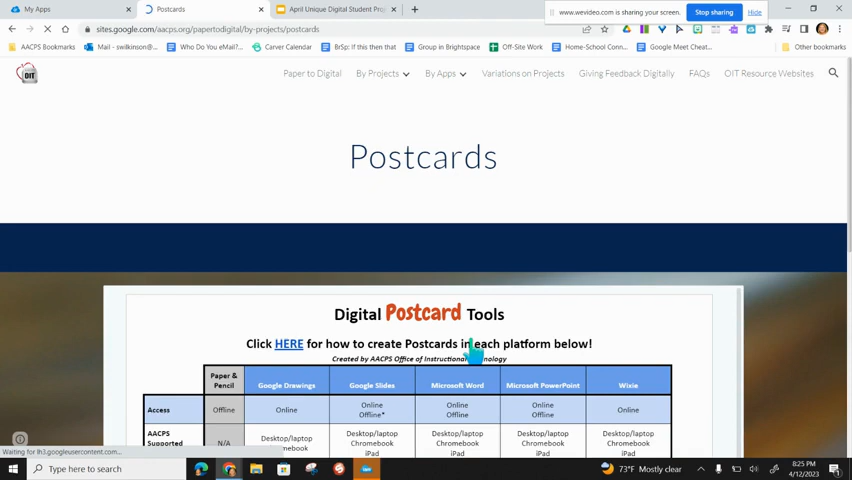 My Apps
Postcards
April Unique Digital Student Proj
www.wevideo.com is sharing your screen.
Stop sharing
Hide
sites.google.com/aacps.org/papertodigital/by-projects/postcards
AACPS Bookmarks
Mail - swilkinson@...
Who Do You eMail?...
Carver Calendar
BrSp: If this then that
Group in Brightspace
Off-Site Work
Home-School Conn...
Google Meet Cheat...
Other bookmarks
OIT
Paper to Digital
By Projects
By Apps
Variations on Projects
Giving Feedback Digitally
FAQs
OIT Resource Websites
Postcards
Digital Postcard Tools
Click HERE for how to create Postcards in each platform below!
Created by AACPS Office of Instructional Technology
Paper & Pencil
Google Drawings
Google Slides
Microsoft Word
Microsoft PowerPoint
Wixie
Access
Offline
Online
Online
Offline*
Online
Offline
Online
Offline
Online
AACPS
Supported
N/A
Desktop/laptop
Desktop/laptop
Chromebook
iPad
Desktop/laptop
Chromebook
iPad
Desktop/laptop
Chromebook
iPad
Desktop/laptop
Chromebook
iPad
Waiting for lh3.googleusercontent.com...
Type here to search
73°F Mostly clear
8:25 PM
4/12/2023